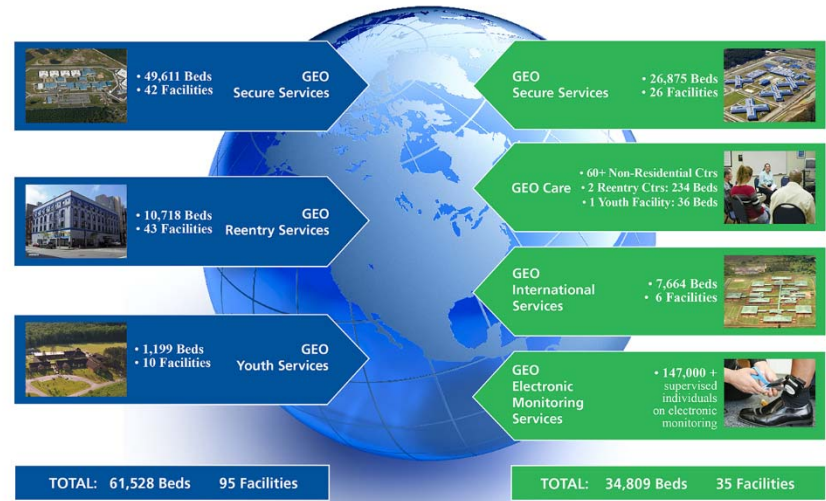 • 49,611 Beds
• 42 Facilities
GEO
Secure Services
• 10,718 Beds
• 43 Facilities
GEO
Reentry Services
• 1,199 Beds
• 10 Facilities
GEO
Youth Services
TOTAL: 61,528 Beds 95 Facilities
GEO
Secure Services
• 26,875 Beds
• 26 Facilities
GEO Care
• 60+ Non-Residential Ctrs
• 2 Reentry Ctrs: 234 Beds
• 1 Youth Facility: 36 Beds
GEO
International
Services
• 7,664 Beds
• 6 Facilities
GEO
Electronic
Monitoring
Services
• 147,000 +
supervised
individuals
on electronic
monitoring
TOTAL: 34,809 Beds 35 Facilities